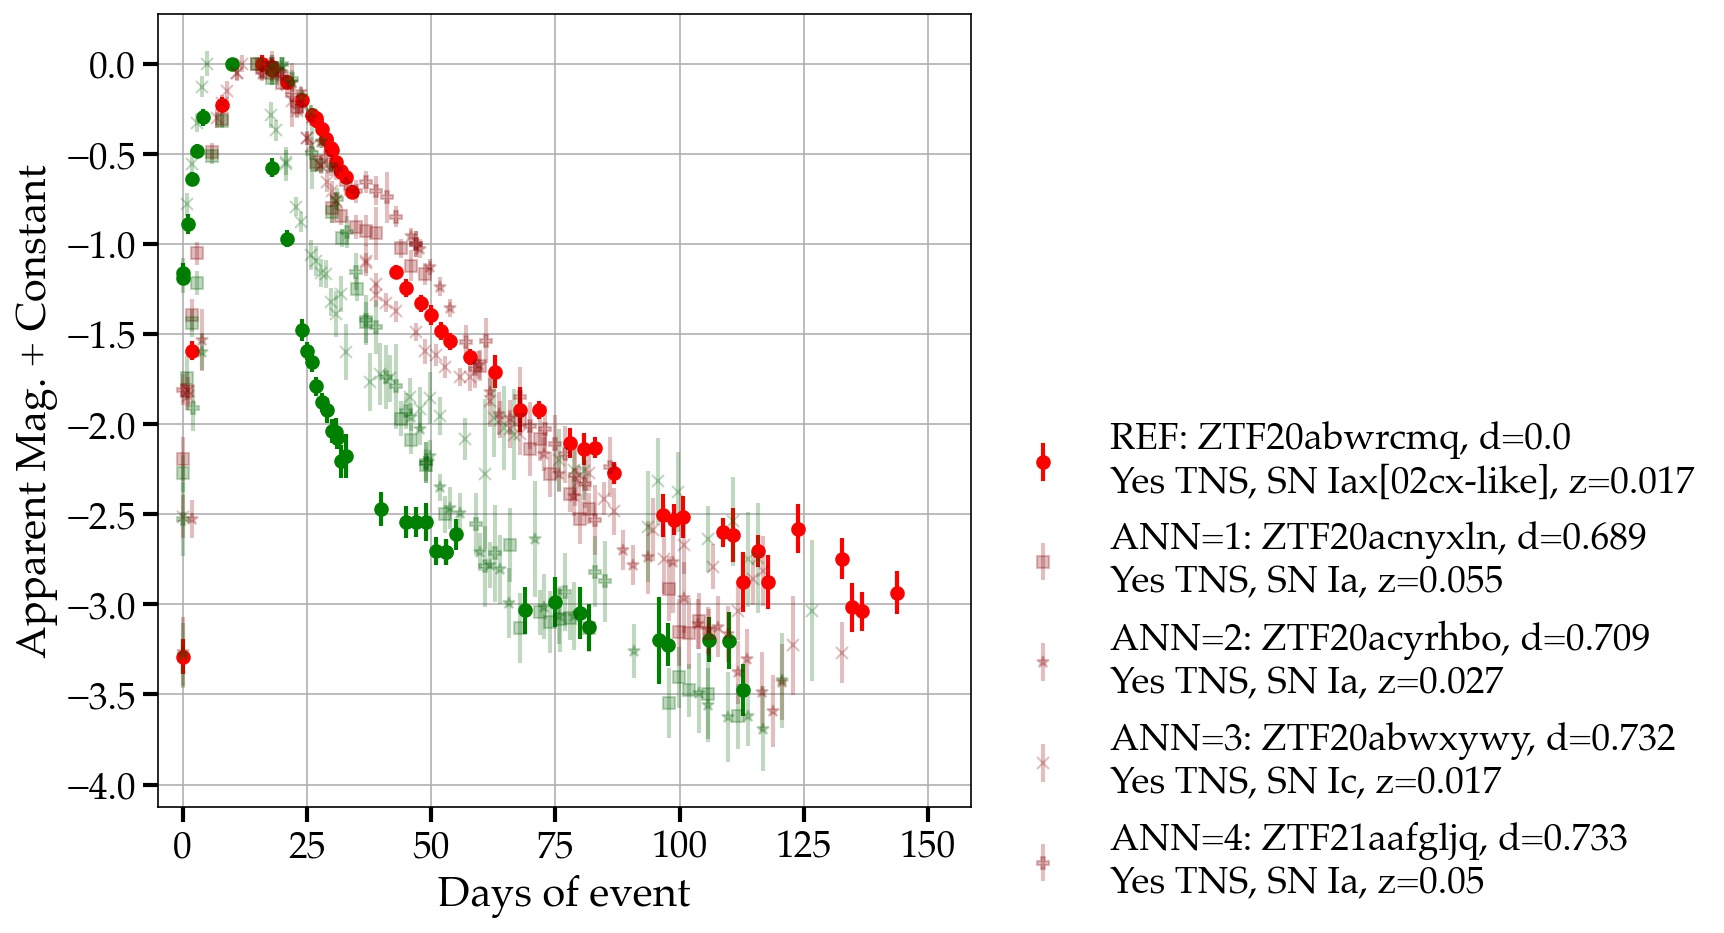 Apparent Mag. + Constant
0.0
−0.5
−1.0
−1.5
−2.0
−2.5
−3.0
−3.5
−4.0
0 25 50 75 100 125 150
Days of event
REF: ZTF20abwrcmq, d=0.0
Yes TNS, SN Iax[02cx-like], z=0.017
ANN=1: ZTF20acnyxln, d=0.689
Yes TNS, SN Ia, z=0.055
ANN=2: ZTF20acyrhbo, d=0.709
Yes TNS, SN Ia, z=0.027
ANN=3: ZTF20abwxywy, d=0.732
Yes TNS, SN Ic, z=0.017
ANN=4: ZTF21aafgljq, d=0.733
Yes TNS, SN Ia, z=0.05